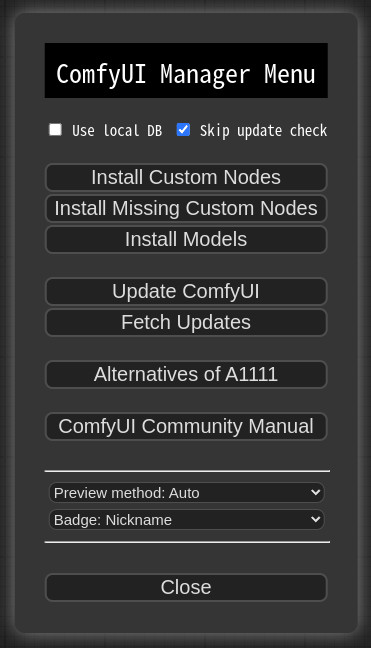 ComfyUI Manager Menu
Use local DB Skip update check
Install Custom Nodes
Install Missing Custom Nodes
Install Models
Update ComfyUI
Fetch Updates
Alternatives of A1111
ComfyUI Community Manual
Preview method: Auto
Badge: Nickname
Close